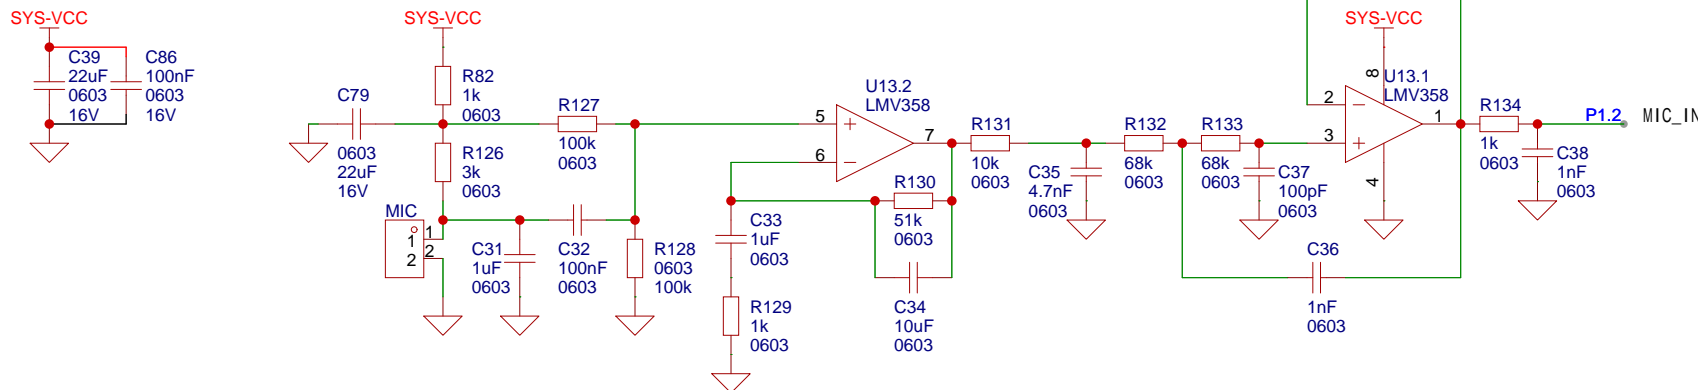 SYS-VCC
C39
22uF
0603
16V
C86
100nF
0603
16V
C79
0603
22uF
16V
SYS-VCC
R82
1k
0603
R126
3k
0603
R127
100k
0603
MIC
1
2
1
2
C31
1uF
0603
C32
100nF
0603
R128
0603
100k
U13.2
LMV358
5
6
7
R130
51k
0603
C33
1uF
0603
R129
1k
0603
C34
10uF
0603
R131
10k
0603
C35
4.7nF
0603
R132
68k
0603
R133
68k
0603
C37
100pF
0603
SYS-VCC
U13.1
LMV358
8
2
3
1
4
C36
1nF
0603
R134
1k
0603
C38
1nF
0603
P1.2
MIC_IN